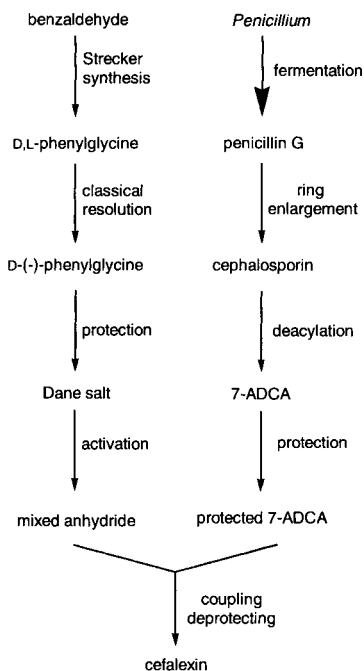 benzaldehyde
Strecker
synthesis
D,L-phenylglycine
classical
resolution
D-(-)-phenylglycine
protection
Dane salt
activation
mixed anhydride
Penicillium
fermentation
penicillin G
ring
enlargement
cephalosporin
deacylation
7-ADCA
protection
protected 7-ADCA
coupling
deprotecting
cefalexin